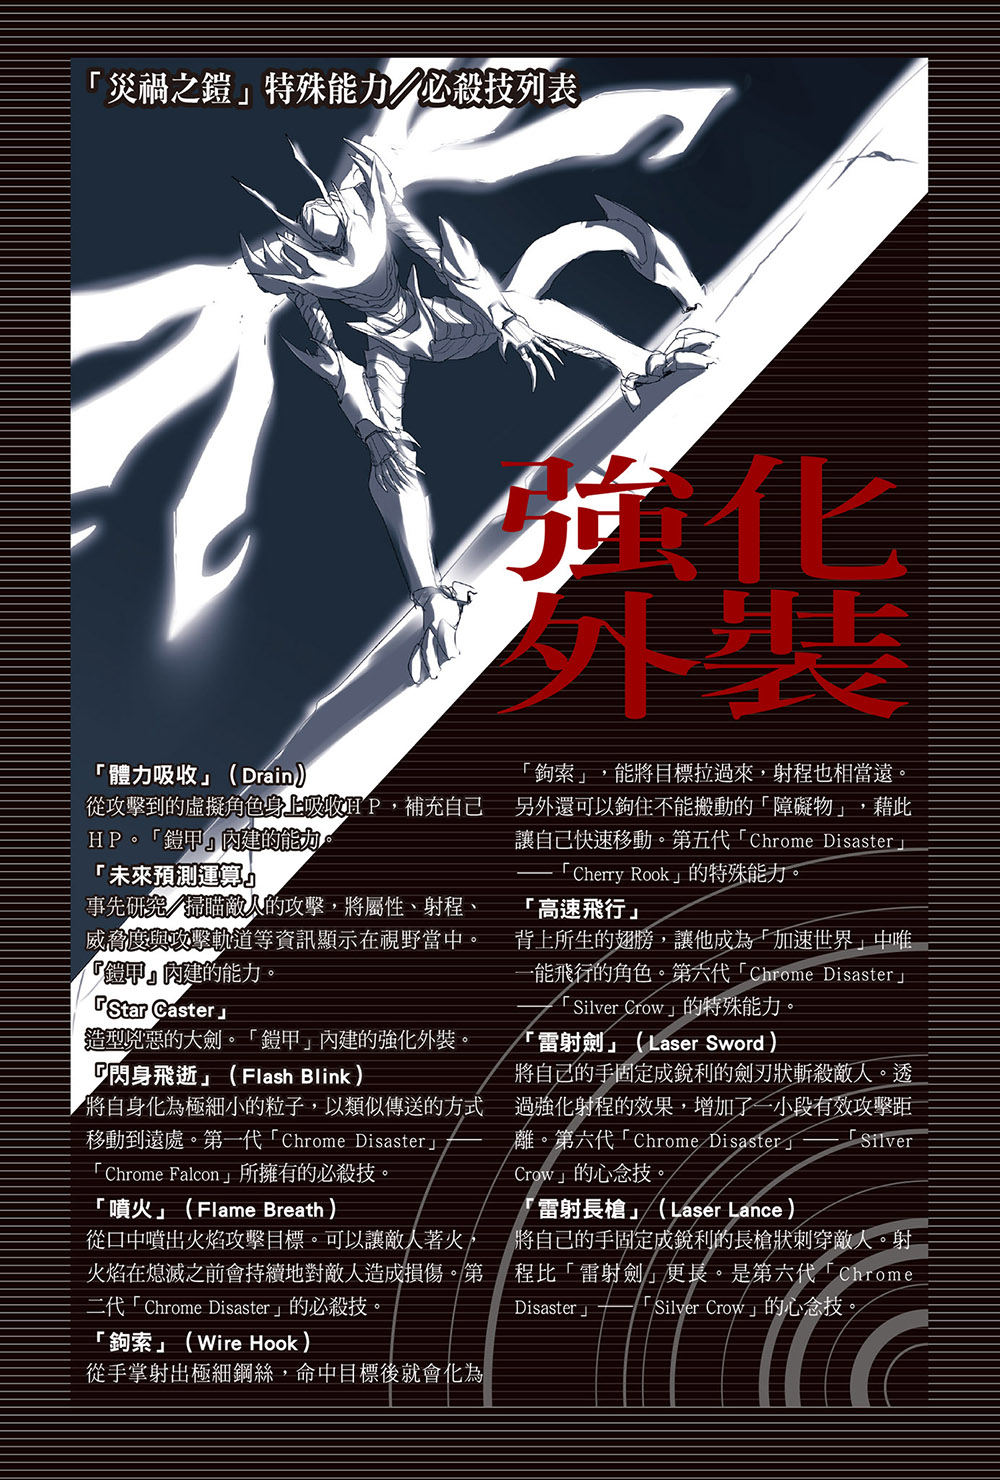 「災禍之鎧」特殊能力／必殺技列表
強化
外裝
「體力吸收」（Drain）
從攻擊到的虛擬角色身上吸收ＨＰ，補充自己
ＨＰ。「鎧甲」內建的能力。
「未來預測運算」
事先研究／掃瞄敵人的攻擊，將屬性、射程、
威脅度與攻擊軌道等資訊顯示在視野當中。
「鎧甲」內建的能力。
「Star Caster」
造型兇惡的大劍。「鎧甲」內建的強化外裝。
「閃身飛逝」（Flash Blink）
將自身化為極細小的粒子，以類似傳送的方式
移動到遠處。第一代「Chrome Disaster」——
「Chrome Falcon」所擁有的必殺技。
「噴火」（Flame Breath）
從口中噴出火焰攻擊目標。可以讓敵人著火，
火焰在熄滅之前會持續地對敵人造成損傷。第
二代「Chrome Disaster」的必殺技。
「鉤索」（Wire Hook）
從手掌射出極細鋼絲，命中目標後就會化為
「鉤索」，能將目標拉過來，射程也相當遠。
另外還可以鉤住不能搬動的「障礙物」，藉此
讓自己快速移動。第五代「Chrome Disaster」
——「Cherry Rook」的特殊能力。
「高速飛行」
背上所生的翅膀，讓他成為「加速世界」中唯
一能飛行的角色。第六代「Chrome Disaster」
——「Silver Crow」的特殊能力。
「雷射劍」（Laser Sword）
將自己的手固定成銳利的劍刃狀斬殺敵人。透
過強化射程的效果，增加了一小段有效攻擊距
離。第六代「Chrome Disaster」——「Silver
Crow」的心念技。
「雷射長槍」（Laser Lance）
將自己的手固定成銳利的長槍狀刺穿敵人。射
程比「雷射劍」更長。是第六代「Chrome
Disaster」——「Silver Crow」的心念技。